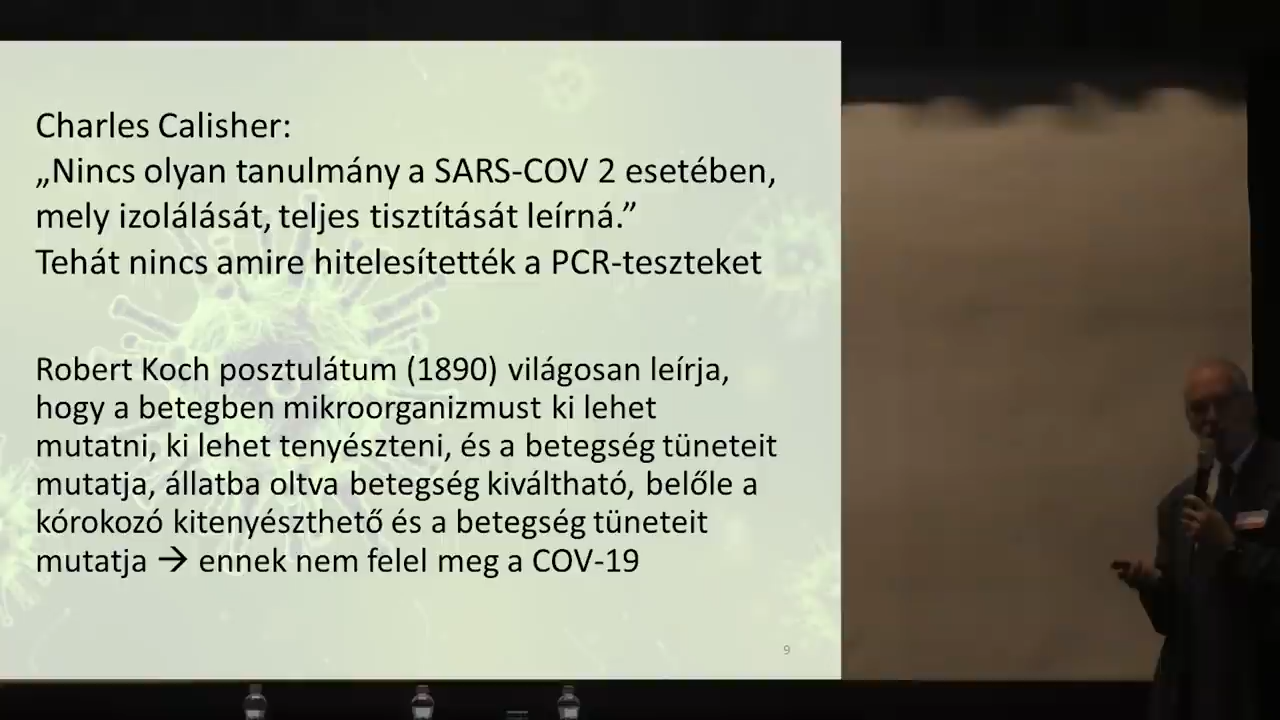 Charles Calisher:
„Nincs olyan tanulmány a SARS-COV 2 esetében,
mely izolálását, teljes tisztítását leírná.”
Tehát nincs amire hitelesítették a PCR-teszteket
Robert Koch posztulátum (1890) világosan leírja,
hogy a betegben mikroorganizmust ki lehet
mutatni, ki lehet tenyészteni, és a betegség tüneteit
mutatja, állatba oltva betegség kiváltható, belőle a
kórokozó kitenyészthető és a betegség tüneteit
mutatja → ennek nem felel meg a COV-19
9